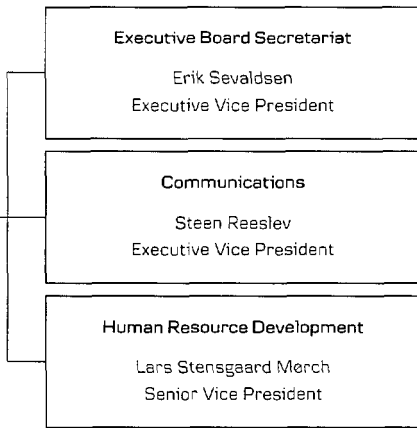 Executive Board Secretariat
Erik Sevaldsen
Executive Vice President
Communications
Steen Reeslev
Executive Vice President
Human Resource Development
Lars Stensgaard Mørch
Senior Vice President